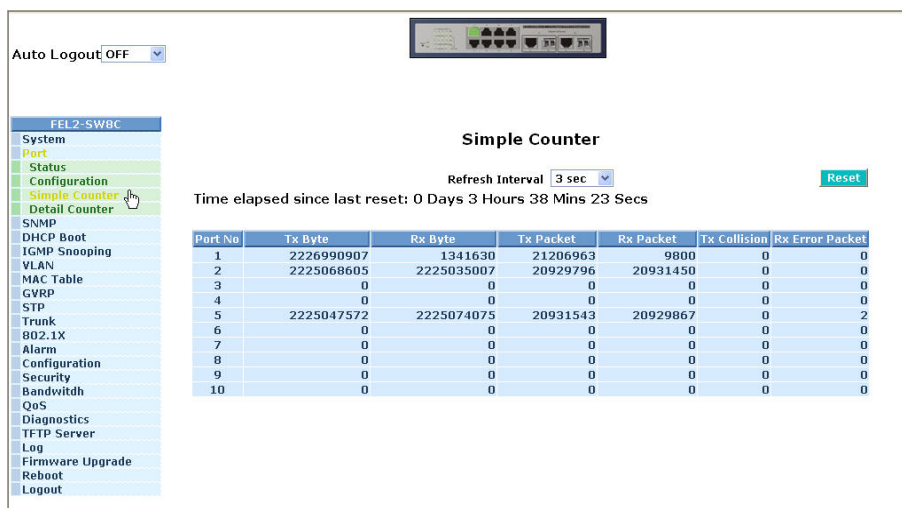 Auto Logout OFF
FEL2-SW8C
System
Port
Status
Configuration
Simple Counter
Detail Counter
SNMP
DHCP Boot
IGMP Snooping
VLAN
MAC Table
GVRP
STP
Trunk
802.1X
Alarm
Configuration
Security
Bandwitdh
QoS
Diagnostics
TFTP Server
Log
Firmware Upgrade
Reboot
Logout
Simple Counter
Refresh Interval 3 sec
Reset
Time elapsed since last reset: 0 Days 3 Hours 38 Mins 23 Secs
Port No Tx Byte Rx Byte Tx Packet Rx Packet Tx Collision Rx Error Packet
1 2226990907 1341630 21206963 9800 0 0
2 2225068605 2225035007 20929796 20931450 0 0
3 0 0 0 0 0 0
4 0 0 0 0 0 0
5 2225047572 2225074075 20931543 20929867 0 2
6 0 0 0 0 0 0
7 0 0 0 0 0 0
8 0 0 0 0 0 0
9 0 0 0 0 0 0
10 0 0 0 0 0 0